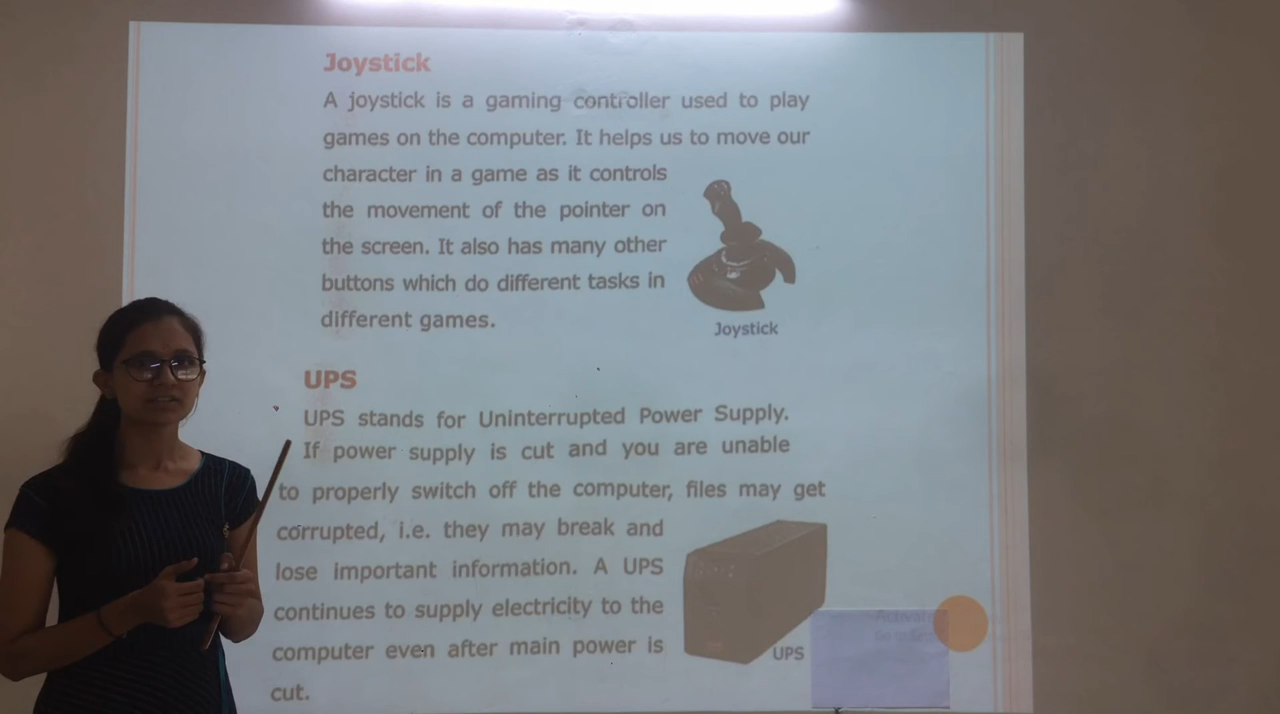 Joystick
A joystick is a gaming controller used to play
games on the computer. It helps us to move our
character in a game as it controls
the movement of the pointer on
the screen. It also has many other
buttons which do different tasks in
different games.
Joystick
UPS
UPS stands for Uninterrupted Power Supply.
If power supply is cut and you are unable
to properly switch off the computer, files may get
corrupted, i.e. they may break and
lose important information. A UPS
continues to supply electricity to the
computer even after main power is
cut.
UPS
Activate
Go to Se